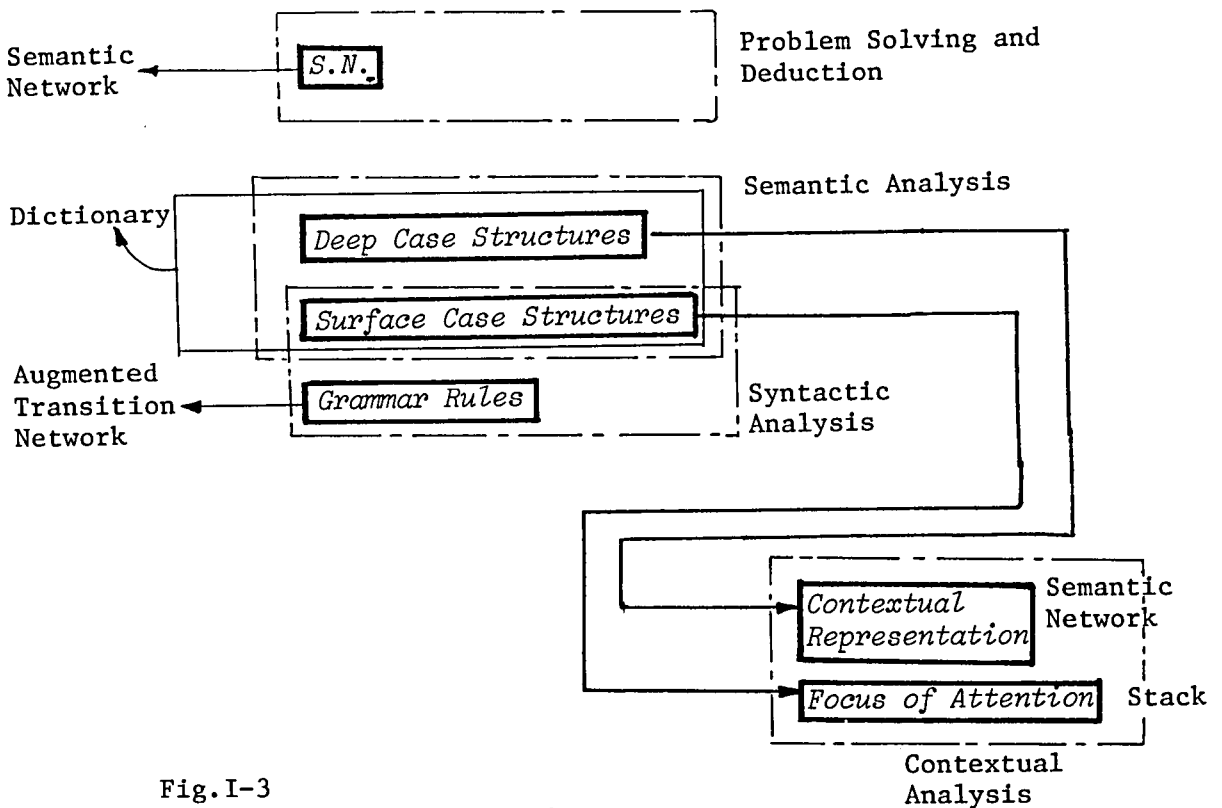 Semantic
Network
S.N.
Problem Solving and
Deduction
Dictionary
Semantic Analysis
Deep Case Structures
Surface Case Structures
Augmented
Transition
Network
Grammar Rules
Syntactic
Analysis
Contextual
Representation
Semantic
Network
Focus of Attention
Stack
Contextual
Analysis
Fig.I-3